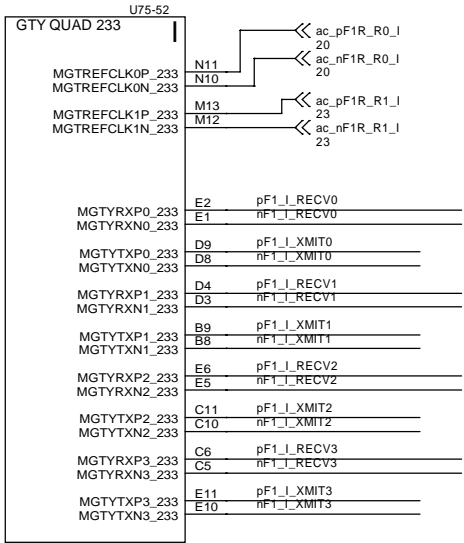 U75-52
GTY QUAD 233
I
MGTREFCLK0P_233 N11 ac_pF1R_R0_I
20
MGTREFCLK0N_233 N10 ac_nF1R_R0_I
20
MGTREFCLK1P_233 M13 ac_pF1R_R1_I
23
MGTREFCLK1N_233 M12 ac_nF1R_R1_I
23
MGTYRXP0_233 E2 pF1_I_RECV0
MGTYRXN0_233 E1 nF1_I_RECV0
MGTYTXP0_233 D9 pF1_I_XMIT0
MGTYTXN0_233 D8 nF1_I_XMIT0
MGTYRXP1_233 D4 pF1_I_RECV1
MGTYRXN1_233 D3 nF1_I_RECV1
MGTYTXP1_233 B9 pF1_I_XMIT1
MGTYTXN1_233 B8 nF1_I_XMIT1
MGTYRXP2_233 E6 pF1_I_RECV2
MGTYRXN2_233 E5 nF1_I_RECV2
MGTYTXP2_233 C11 pF1_I_XMIT2
MGTYTXN2_233 C10 nF1_I_XMIT2
MGTYRXP3_233 C6 pF1_I_RECV3
MGTYRXN3_233 C5 nF1_I_RECV3
MGTYTXP3_233 E11 pF1_I_XMIT3
MGTYTXN3_233 E10 nF1_I_XMIT3